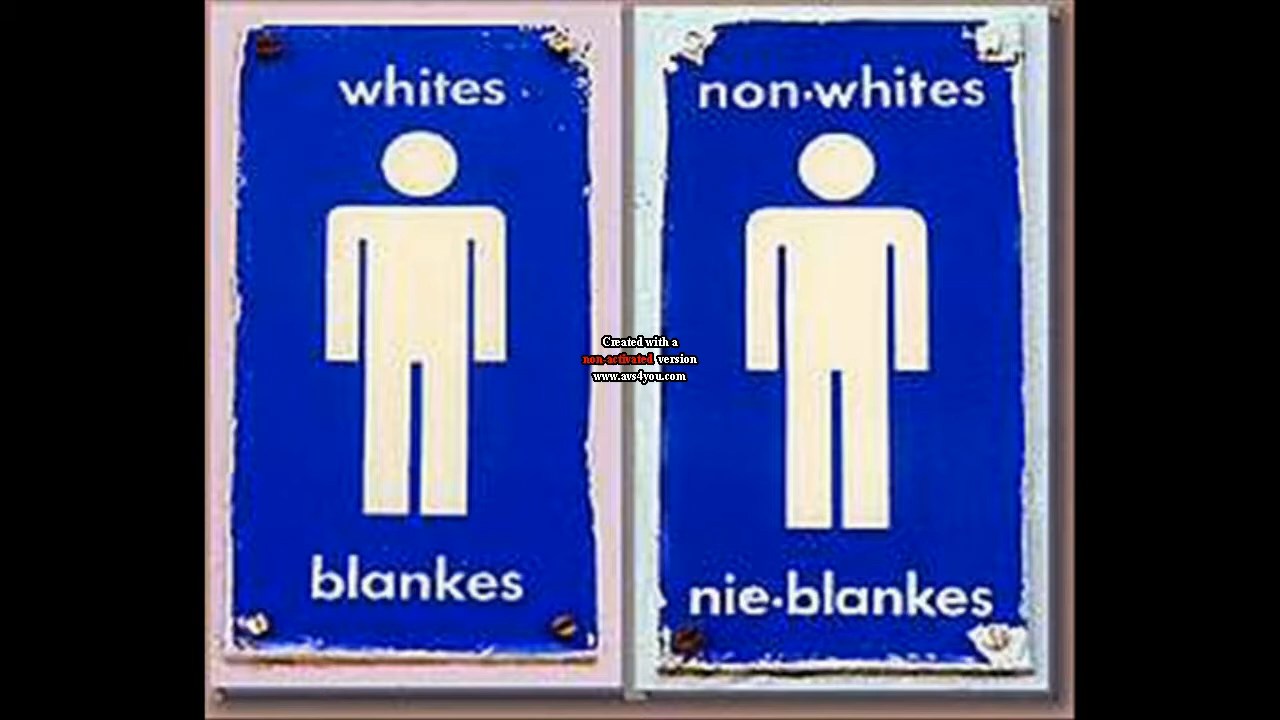 whites
blankes
non-whites
nie-blankes
Created with a
non-activated version
www.avs4you.com